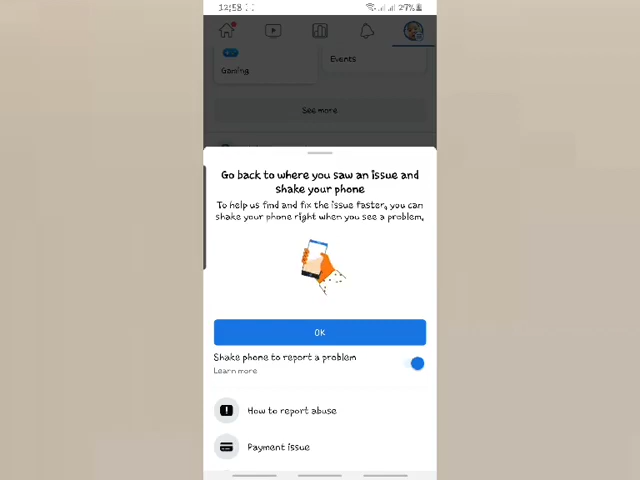 12:58
27%
Gaming
Events
See more
Go back to where you saw an issue and
shake your phone
To help us find and fix the issue faster, you can
shake your phone right when you see a problem.
OK
Shake phone to report a problem
Learn more
How to report abuse
Payment issue